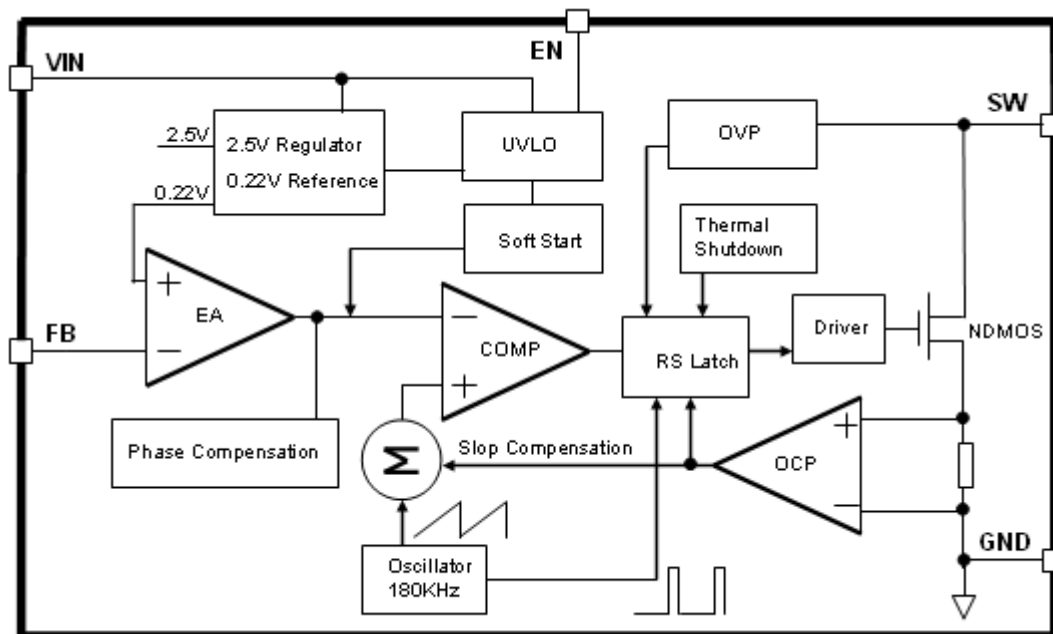 EN
VIN
SW
2.5V
2.5V Regulator
0.22V Reference
UVLO
OVP
0.22V
Soft Start
Thermal
Shutdown
+
EA
−
FB
−
COMP
+
RS Latch
Driver
NDMOS
Phase Compensation
Σ
Slop Compensation
+
OCP
−
Oscillator
180KHz
GND